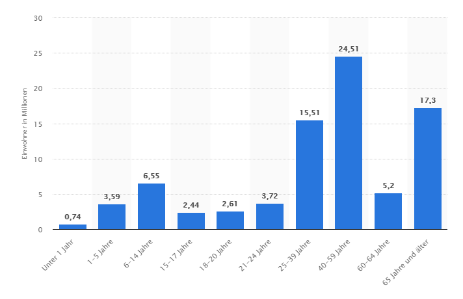 30
25
20
15
10
5
0
Einwohner in Millionen
0,74
3,59
6,55
2,44
2,61
3,72
15,51
24,51
5,2
17,3
Unter 1 Jahr
1-5 Jahre
6-14 Jahre
15-17 Jahre
18-20 Jahre
21-24 Jahre
25-39 Jahre
40-59 Jahre
60-64 Jahre
65 Jahre und älter